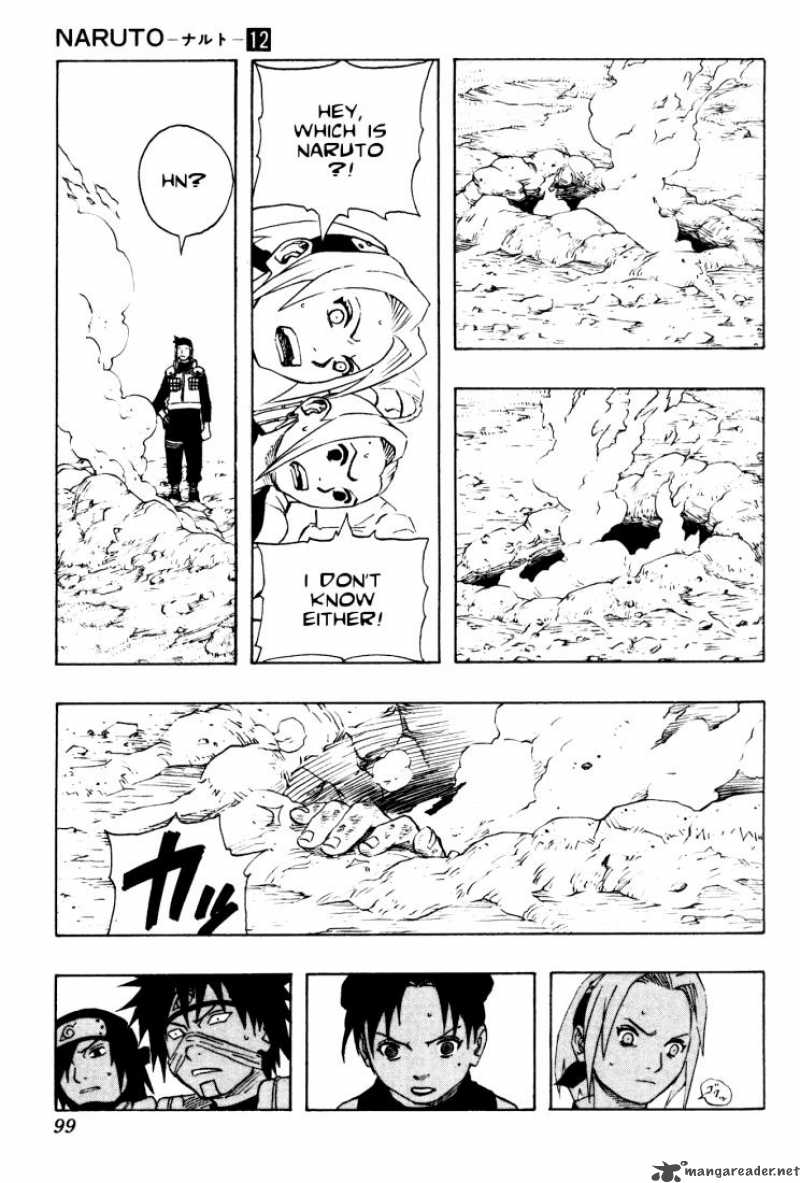 NARUTO–ナルト–12
HEY,
WHICH IS
NARUTO
?!
I DON'T
KNOW
EITHER!
HN?
カッ
99
mangareader.net